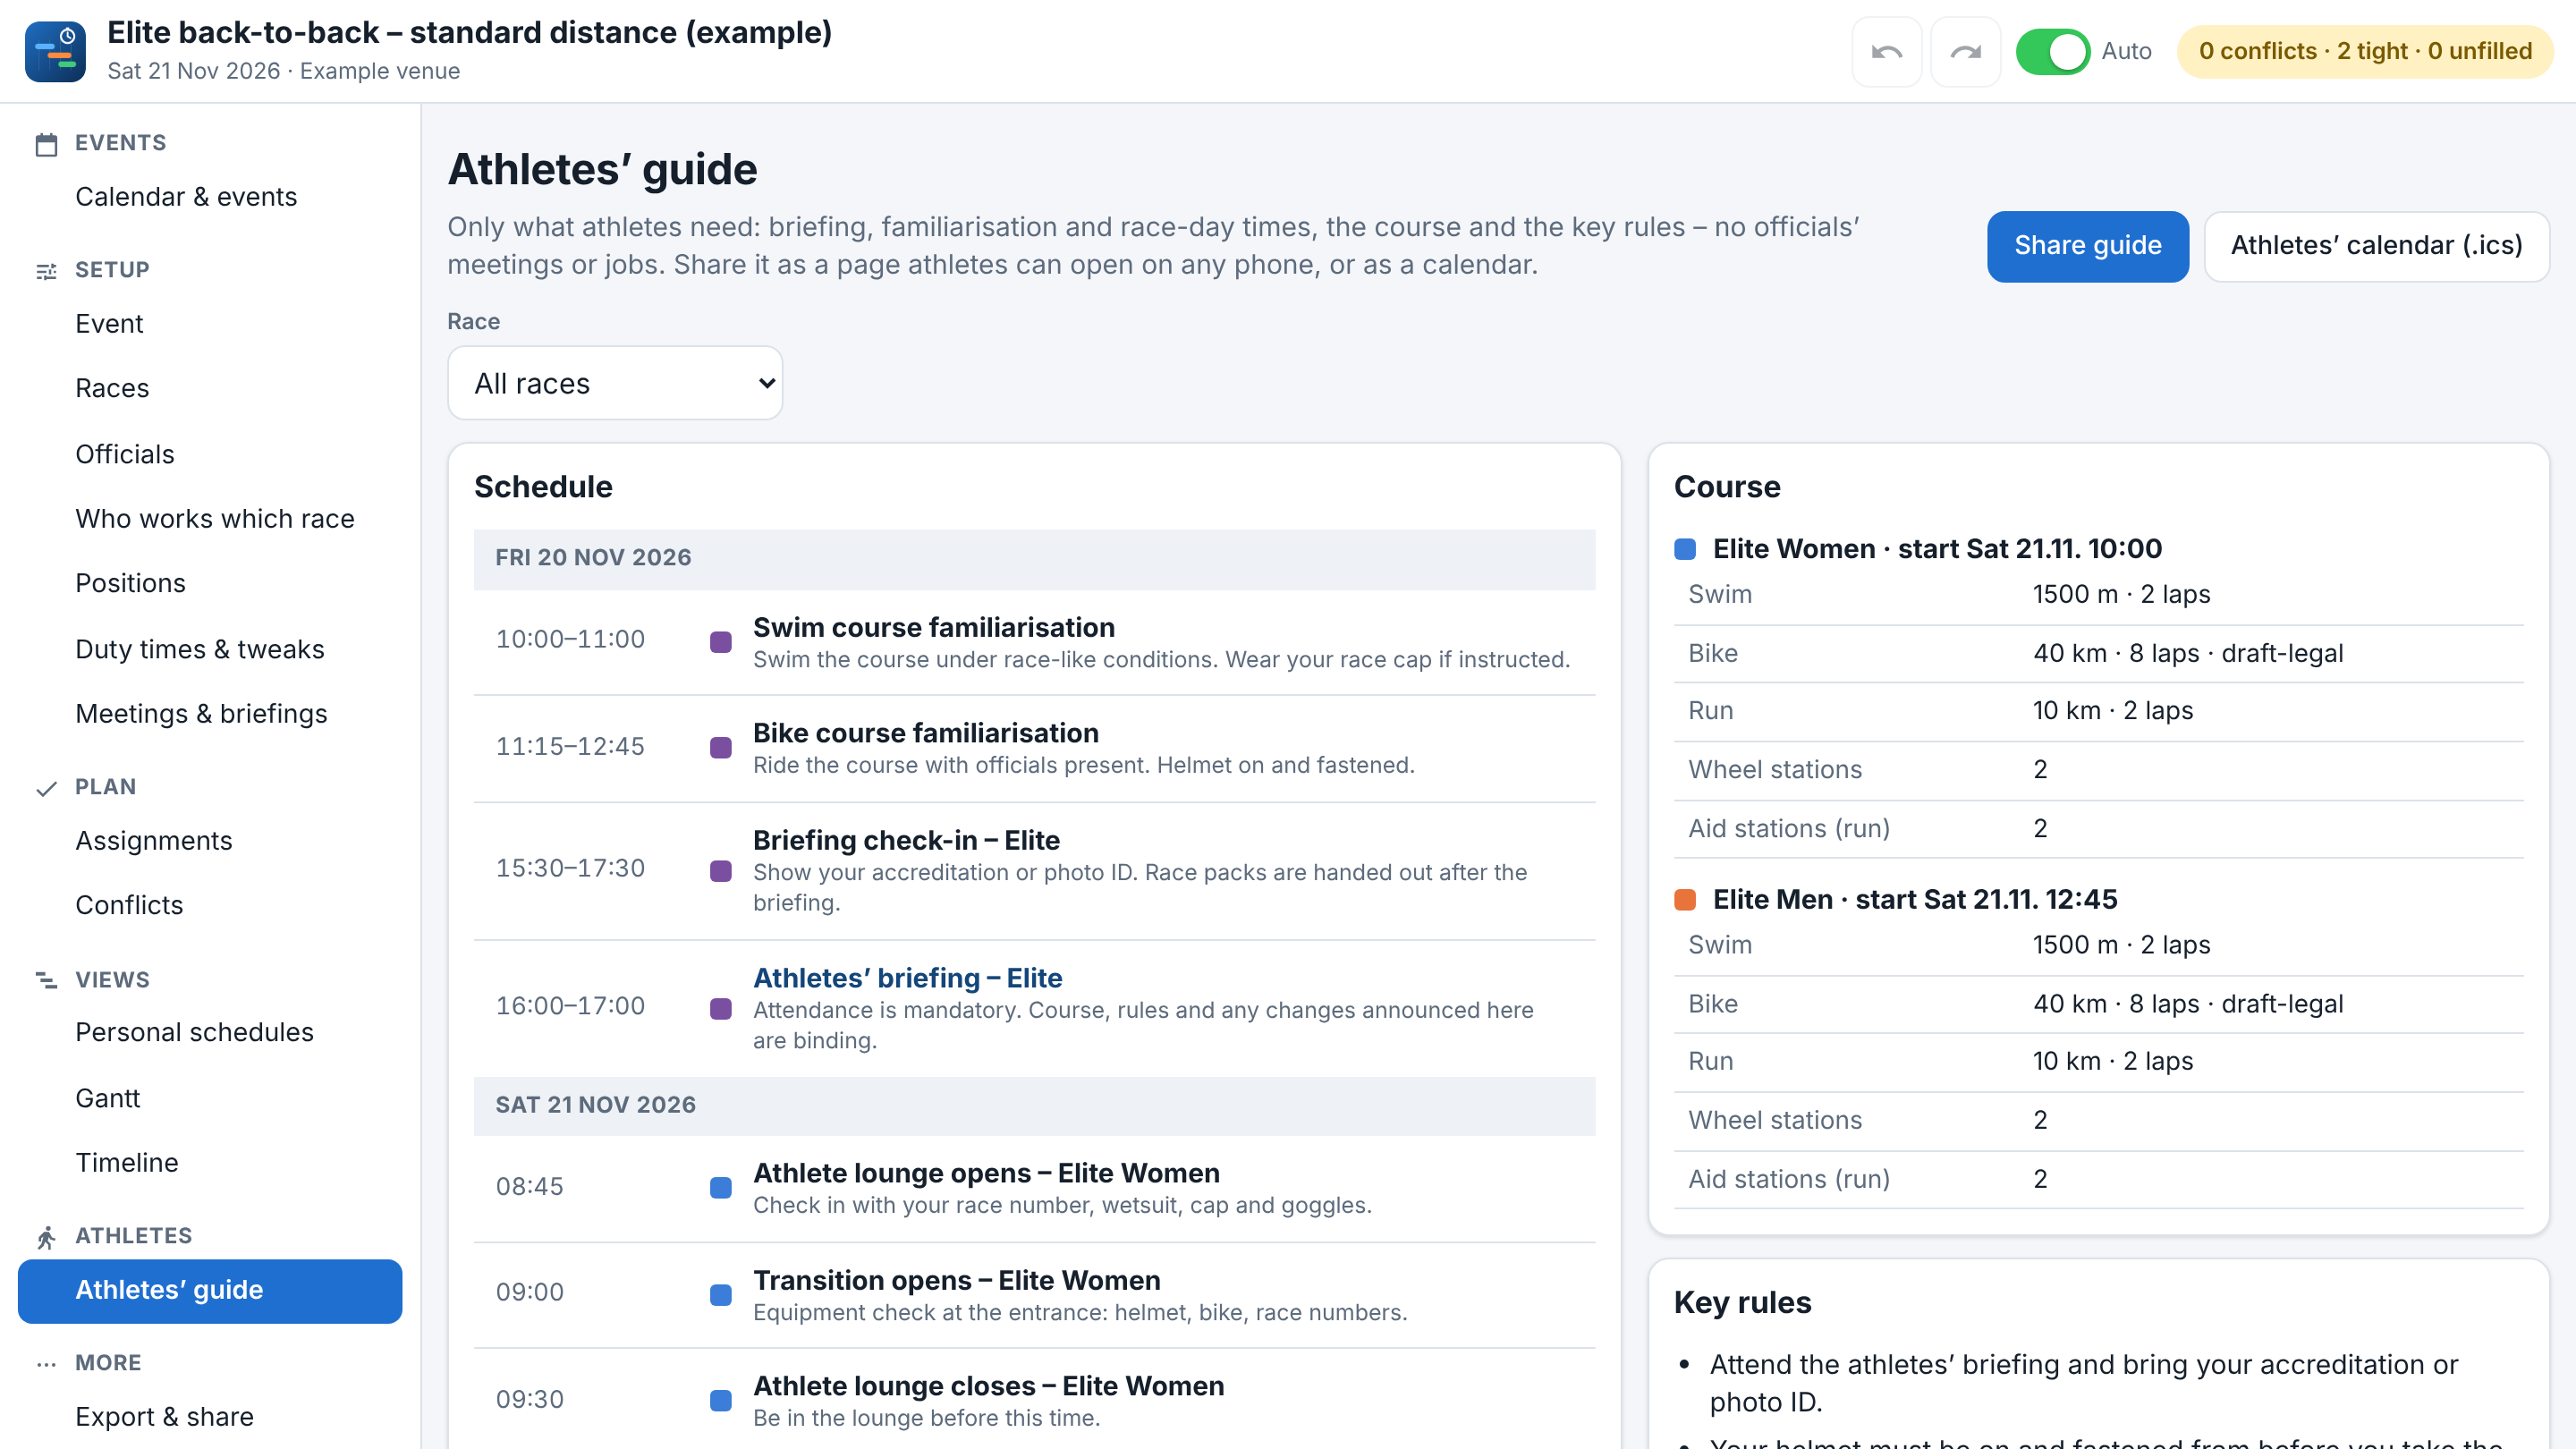 Elite back-to-back – standard distance (example)
Sat 21 Nov 2026 · Example venue
Auto
0 conflicts · 2 tight · 0 unfilled
EVENTS
Calendar & events
SETUP
Event
Races
Officials
Who works which race
Positions
Duty times & tweaks
Meetings & briefings
PLAN
Assignments
Conflicts
VIEWS
Personal schedules
Gantt
Timeline
ATHLETES
Athletes’ guide
MORE
Export & share
Athletes’ guide
Only what athletes need: briefing, familiarisation and race-day times, the course and the key rules – no officials’
meetings or jobs. Share it as a page athletes can open on any phone, or as a calendar.
Share guide
Athletes’ calendar (.ics)
Race
All races
Schedule
FRI 20 NOV 2026
10:00–11:00
Swim course familiarisation
Swim the course under race-like conditions. Wear your race cap if instructed.
11:15–12:45
Bike course familiarisation
Ride the course with officials present. Helmet on and fastened.
15:30–17:30
Briefing check-in – Elite
Show your accreditation or photo ID. Race packs are handed out after the
briefing.
16:00–17:00
Athletes’ briefing – Elite
Attendance is mandatory. Course, rules and any changes announced here
are binding.
SAT 21 NOV 2026
08:45
Athlete lounge opens – Elite Women
Check in with your race number, wetsuit, cap and goggles.
09:00
Transition opens – Elite Women
Equipment check at the entrance: helmet, bike, race numbers.
09:30
Athlete lounge closes – Elite Women
Be in the lounge before this time.
Course
Elite Women · start Sat 21.11. 10:00
Swim 1500 m · 2 laps
Bike 40 km · 8 laps · draft-legal
Run 10 km · 2 laps
Wheel stations 2
Aid stations (run) 2
Elite Men · start Sat 21.11. 12:45
Swim 1500 m · 2 laps
Bike 40 km · 8 laps · draft-legal
Run 10 km · 2 laps
Wheel stations 2
Aid stations (run) 2
Key rules
• Attend the athletes’ briefing and bring your accreditation or
photo ID.
• Your helmet must be on and fastened from before you take the